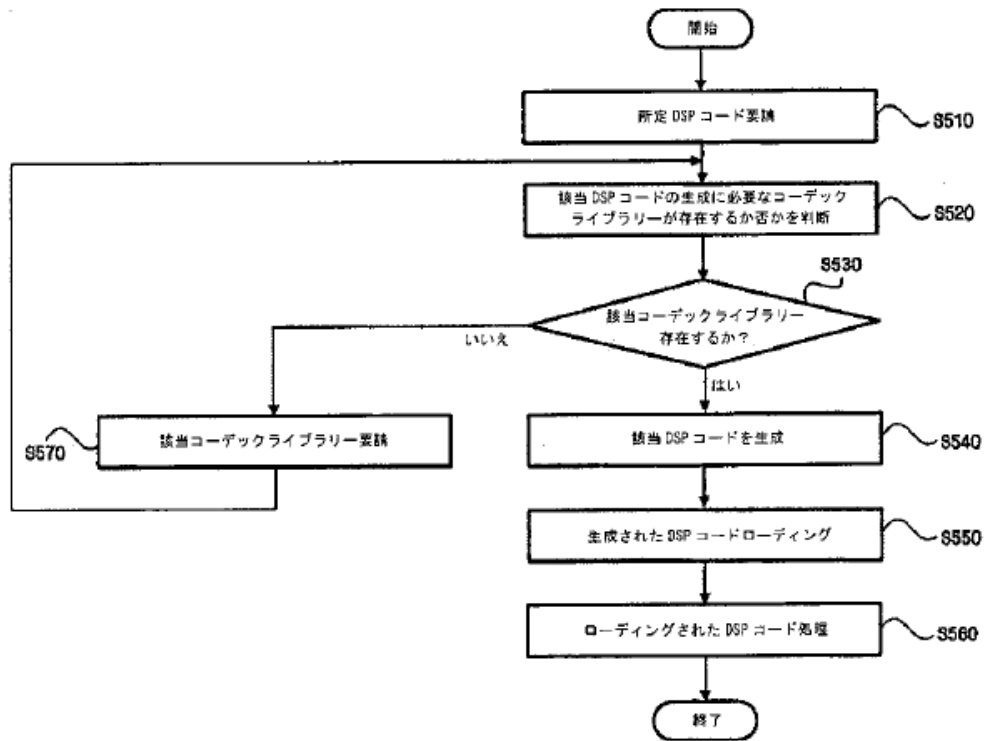 開始
所定 DSP コード要請
S510
該当 DSP コードの生成に必要なコーデック
ライブラリーが存在するか否かを判断
S520
S530
該当コーデックライブラリー
存在するか?
いいえ
はい
該当コーデックライブラリー要請
S570
該当 DSP コードを生成
S540
生成された DSP コードローディング
S550
ローディングされた DSP コード処理
S560
終了